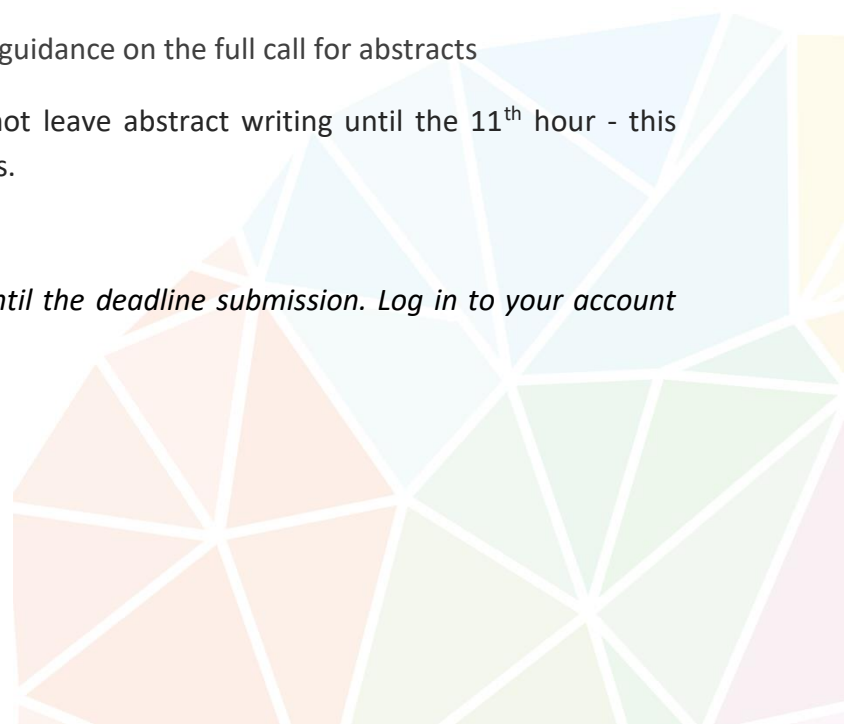 guidance on the full call for abstracts
not leave abstract writing until the 11th hour - this
s.
ntil the deadline submission. Log in to your account